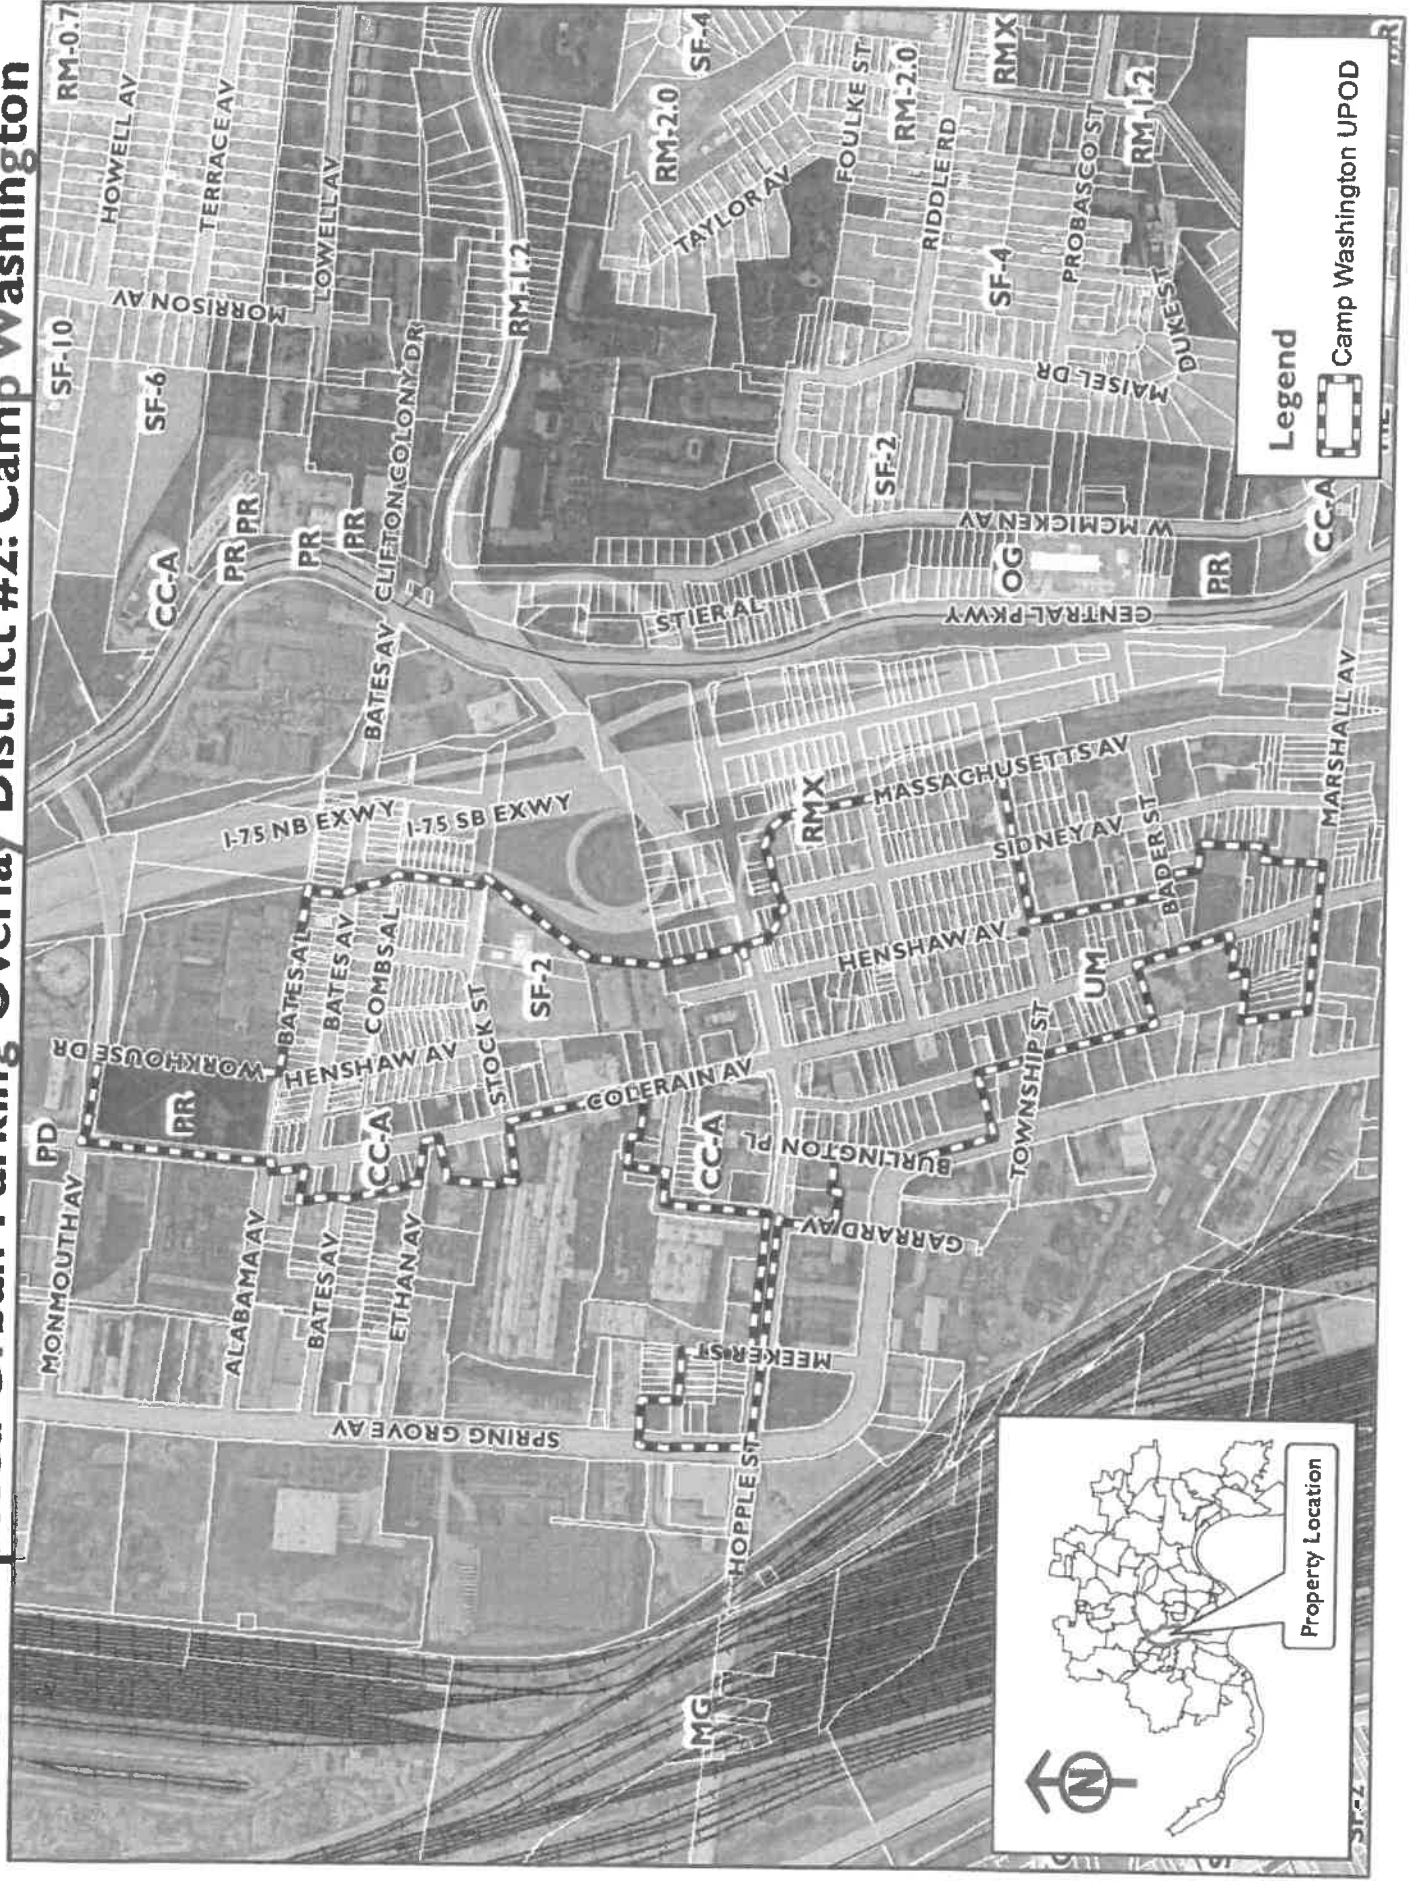 Urban Parking Overlay District #2: Camp Washington
RM-0.7
HOWELL AV
TERRACE AV
LOWELL AV
MORRISON AV
SF-10
SF-6
CLIFTON COLONY DR
RM-1.2
SF-4
RM-2.0
TAYLOR AV
FOULKE ST
RM-2.0
RIDDLE RD
RMX
PROBASCO ST
RM-1.2
SF-4
DUKE ST
MAISEL DR
SF-2
W MCMICKEN AV
CC-A
PR
PR
PR
PR
CC-A
BATES AV
STIER AL
OG
CENTRAL PKWY
PR
I-75 NB EXWY
I-75 SB EXWY
RMX
MASSACHUSETTS AV
SIDNEY AV
BADER ST
MARSHALL AV
WORKHOUSE DR
BATES AL
BATES AV
COMBS AL
HENSHAW AV
STOCK ST
SF-2
HENSHAW AV
UM
TOWNSHIP ST
PD
PR
CC-A
COLERAIN AV
CC-A
BURLINGTON PL
GARRARD AV
MONMOUTH AV
ALABAMA AV
BATES AV
ETHAN AV
MEEKER ST
SPRING GROVE AV
HOPPLE ST
MG
SF-2
Legend
Camp Washington UPOD
N
Property Location